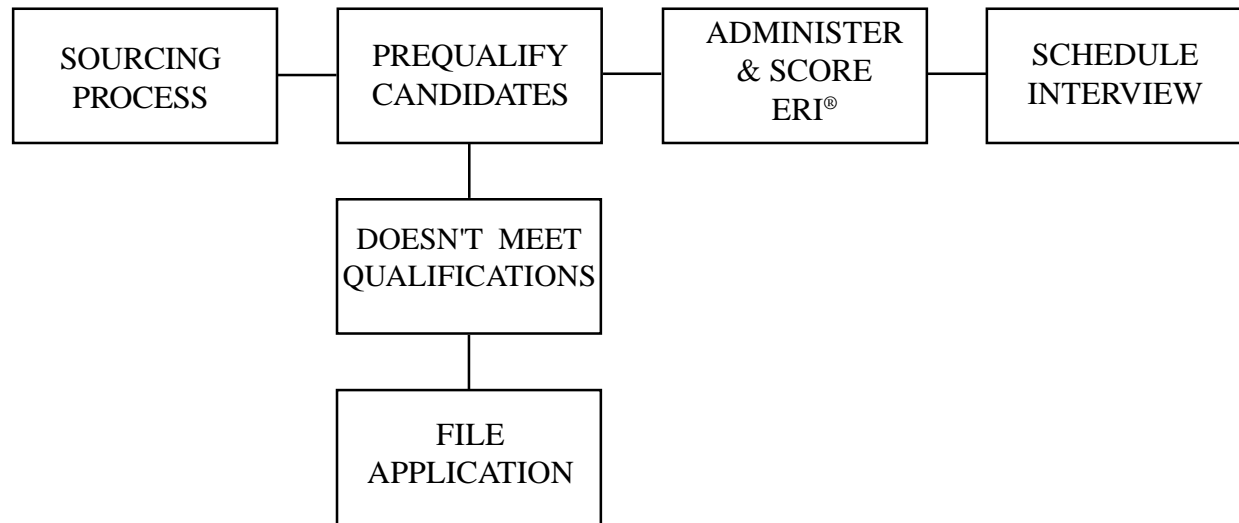 SOURCING
PROCESS
PREQUALIFY
CANDIDATES
ADMINISTER
& SCORE
ERI®
SCHEDULE
INTERVIEW
DOESN'T MEET
QUALIFICATIONS
FILE
APPLICATION